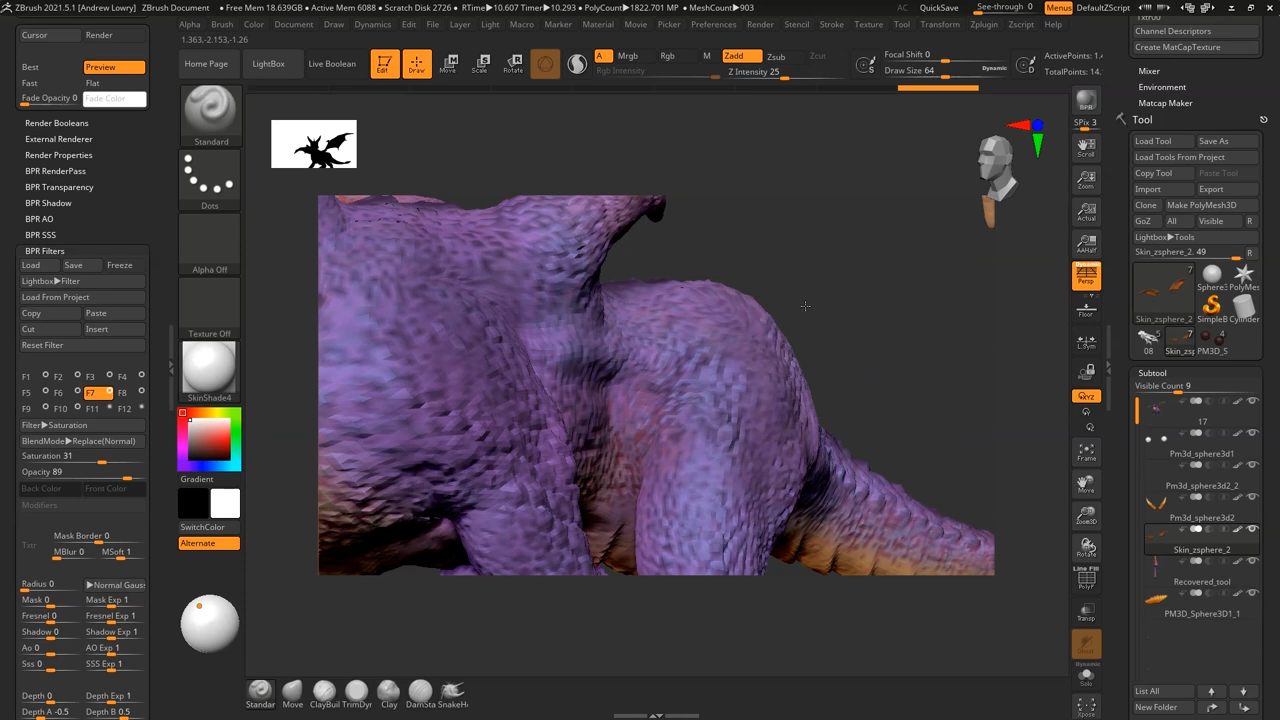 ZBrush 2021.5.1 [Andrew Lowry] ZBrush Document • Free Mem 18.639GB • Active Mem 6088 • Scratch Disk 2726 • RTime▶10.607 Timer▶10.293 • PolyCount▶1822.701 MP • MeshCount▶903
AC QuickSave See-through 0 Menus DefaultZScript
Alpha Brush Color Document Draw Dynamics Edit File Layer Light Macro Marker Material Movie Picker Preferences Render Stencil Stroke Texture Tool Transform Zplugin Zscript Help
1.363,-2.153,-1.26
Cursor Render
Best Preview
Fast Flat
Fade Opacity 0 Fade Color
Render Booleans
External Renderer
Render Properties
BPR RenderPass
BPR Transparency
BPR Shadow
BPR AO
BPR SSS
BPR Filters
Load Save Freeze
Lightbox▶Filter
Load From Project
Copy Paste
Cut Insert
Reset Filter
F1 F2 F3 F4
F5 F6 F7 F8
F9 F10 F11 F12
Filter▶Saturation
BlendMode▶Replace(Normal)
Saturation 31
Opacity 89
Back Color Front Color
Modifiers
Txtr
Mask Border 0
MBlur 0 MSoft 1
Radius 0 ▶Normal Gaus
Mask 0 Mask Exp 1
Fresnel 0 Fresnel Exp 1
Shadow 0 Shadow Exp 1
Ao 0 AO Exp 1
Sss 0 SSS Exp 1
Depth 0 Depth Exp 1
Depth A -0.5 Depth B 0.5
Home Page LightBox Live Boolean
Edit Draw Move Scale Rotate
A Mrgb Rgb M
Rgb Intensity
Zadd Zsub Zcut
Z Intensity 25
S
Focal Shift 0
Draw Size 64 Dynamic
D
ActivePoints:
TotalPoints: 14.
Standard
Dots
Alpha Off
Texture Off
SkinShade4
Gradient
SwitchColor
Alternate
Standar Move ClayBuil TrimDyr Clay DamSta SnakeH
BPR
SPix 3
Scroll
Zoom
Actual
AAHalf
Dynamic
Persp
Floor
L.Sym
XYZ
Frame
Move
Zoom3D
Rotate
Line Fill
PolyF
Transp
Ghost
Dynamic
Solo
Xpose
Txtr00
Channel Descriptors
Create MatCapTexture
Mixer
Environment
Matcap Maker
Tool
Load Tool Save As
Load Tools From Project
Copy Tool Paste Tool
Import Export
Clone Make PolyMesh3D
GoZ All Visible R
Lightbox▶Tools
Skin_zsphere_2. 49 R
7
Skin_zsphere_2 PolyMes
SimpleB Cylinder
5 7 4
08 Skin_zsp PM3D_S
Subtool
Visible Count 9
17
Pm3d_sphere3d1
Pm3d_sphere3d2_2
Pm3d_sphere3d2
Skin_zsphere_2
Recovered_tool
PM3D_Sphere3D1_1
List All
New Folder